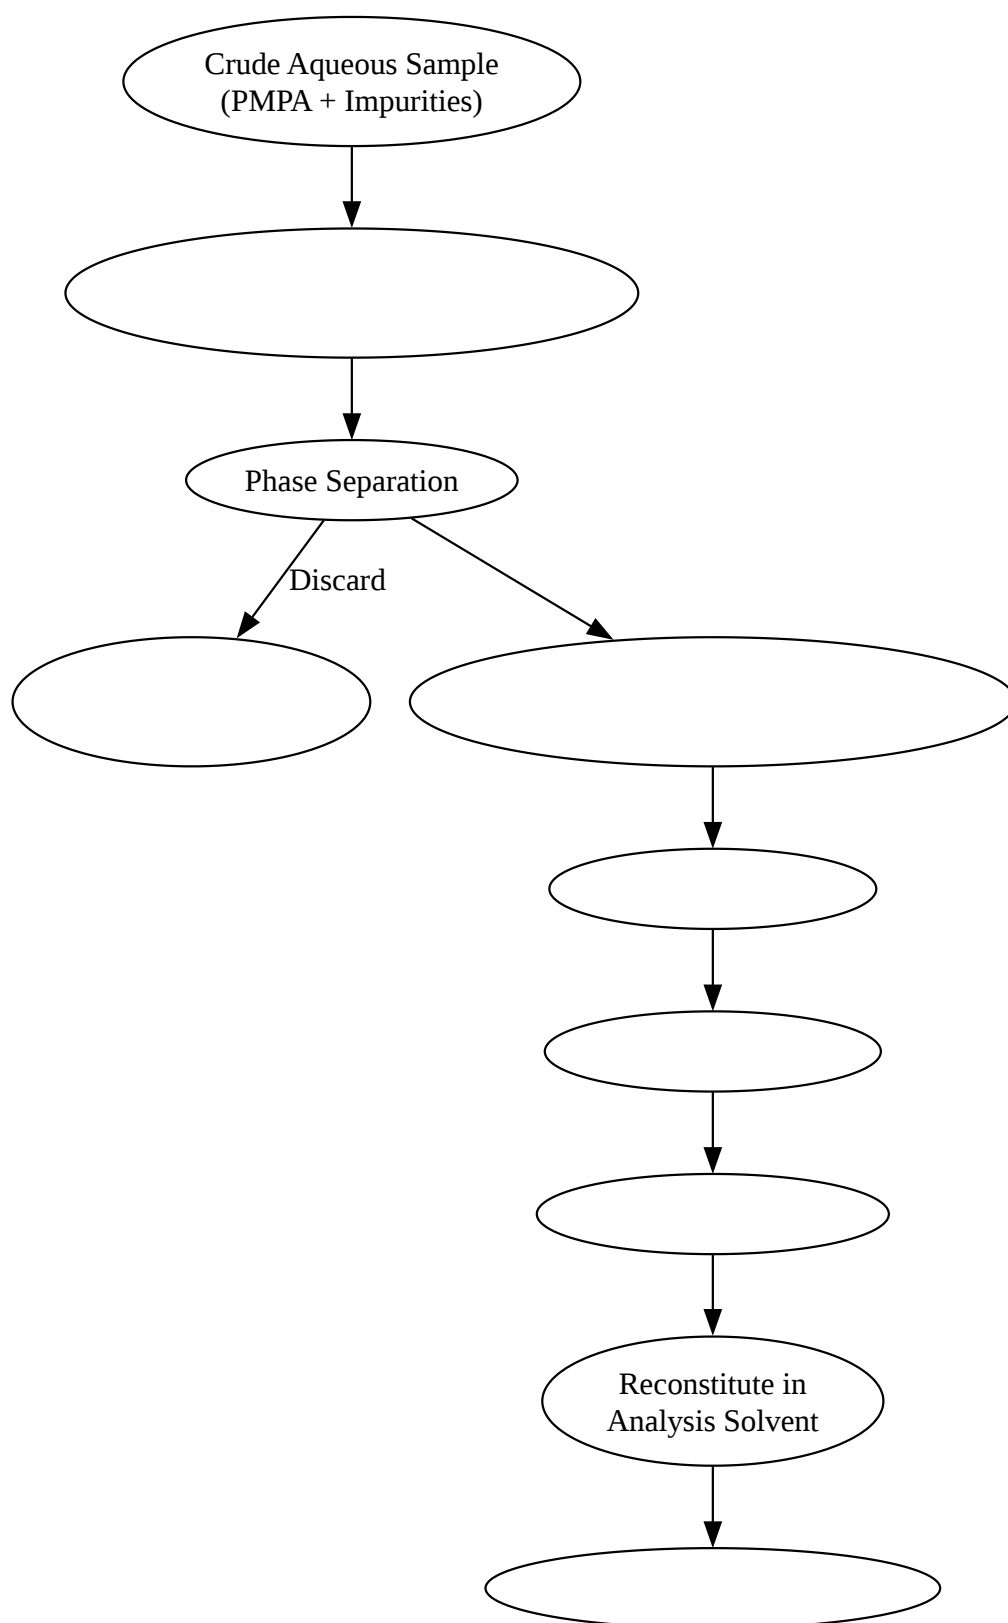 Crude Aqueous Sample
(PMPA + Impurities)
Phase Separation
Discard
Reconstitute in
Analysis Solvent